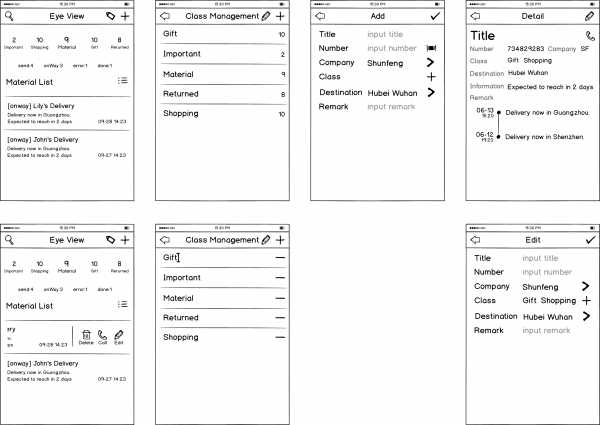 15:30 PM
Eye View
2 10 9 10 8
Important Shopping Material Gift Returned
send:4 onWay:3 error:1 done:1
Material List
[onway] Lily's Delivery
Delivery now in Guangzhou.
Expected to reach in 2 days 09-28 14:23
[onway] John's Delivery
Delivery now in Guangzhou
Expected to reach in 2 days 09-27 14:23
15:30 PM
Class Management
Gift 10
Important 2
Material 9
Returned 8
Shopping 10
15:30 PM
Add
Title input title
Number input number
Company Shunfeng
Class
Destination Hubei Wuhan
Remark input remark
15:30 PM
Detail
Title
Number 734829283 Company SF
Class Gift Shopping
Destination Hubei Wuhan
Information Expected to reach in 2 days
Remark
06-13 Delivery now in Guangzhou.
15:20
06-12 Delivery now in Shenzhen.
19:20
15:30 PM
Eye View
2 10 9 10 8
Important Shopping Material Gift Returned
send:4 onWay:3 error:1 done:1
Material List
ery
u.
ys 09-28 14:23 Delete Call Edit
[onway] John's Delivery
Delivery now in Guangzhou
Expected to reach in 2 days 09-27 14:23
15:30 PM
Class Management
Gift
Important
Material
Returned
Shopping
15:30 PM
Edit
Title input title
Number input number
Company Shunfeng
Class Gift Shopping
Destination Hubei Wuhan
Remark input remark